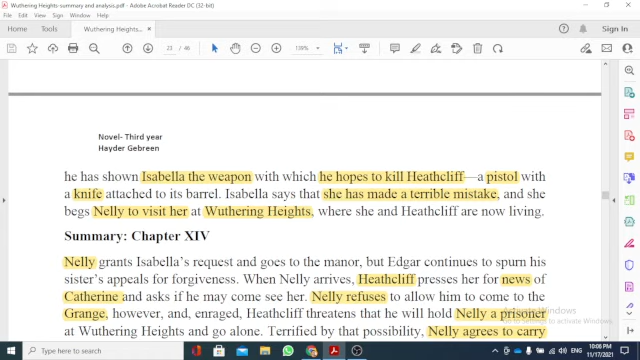 Wuthering Heights-summary and analysis.pdf - Adobe Acrobat Reader DC (32-bit)
File Edit View Sign Window Help
Home Tools Wuthering Heights-... × Sign In
23 / 46 139%
Novel- Third year
Hayder Gebreen
he has shown Isabella the weapon with which he hopes to kill Heathcliff—a pistol with
a knife attached to its barrel. Isabella says that she has made a terrible mistake, and she
begs Nelly to visit her at Wuthering Heights, where she and Heathcliff are now living.
Summary: Chapter XIV
Nelly grants Isabella's request and goes to the manor, but Edgar continues to spurn his
sister's appeals for forgiveness. When Nelly arrives, Heathcliff presses her for news of
Catherine and asks if he may come see her. Nelly refuses to allow him to come to the
Grange, however, and, enraged, Heathcliff threatens that he will hold Nelly a prisoner
at Wuthering Heights and go alone. Terrified by that possibility, Nelly agrees to carry
Activate Windows
to activate Windows.
Type here to search
ENG
10:06 PM
11/17/2021